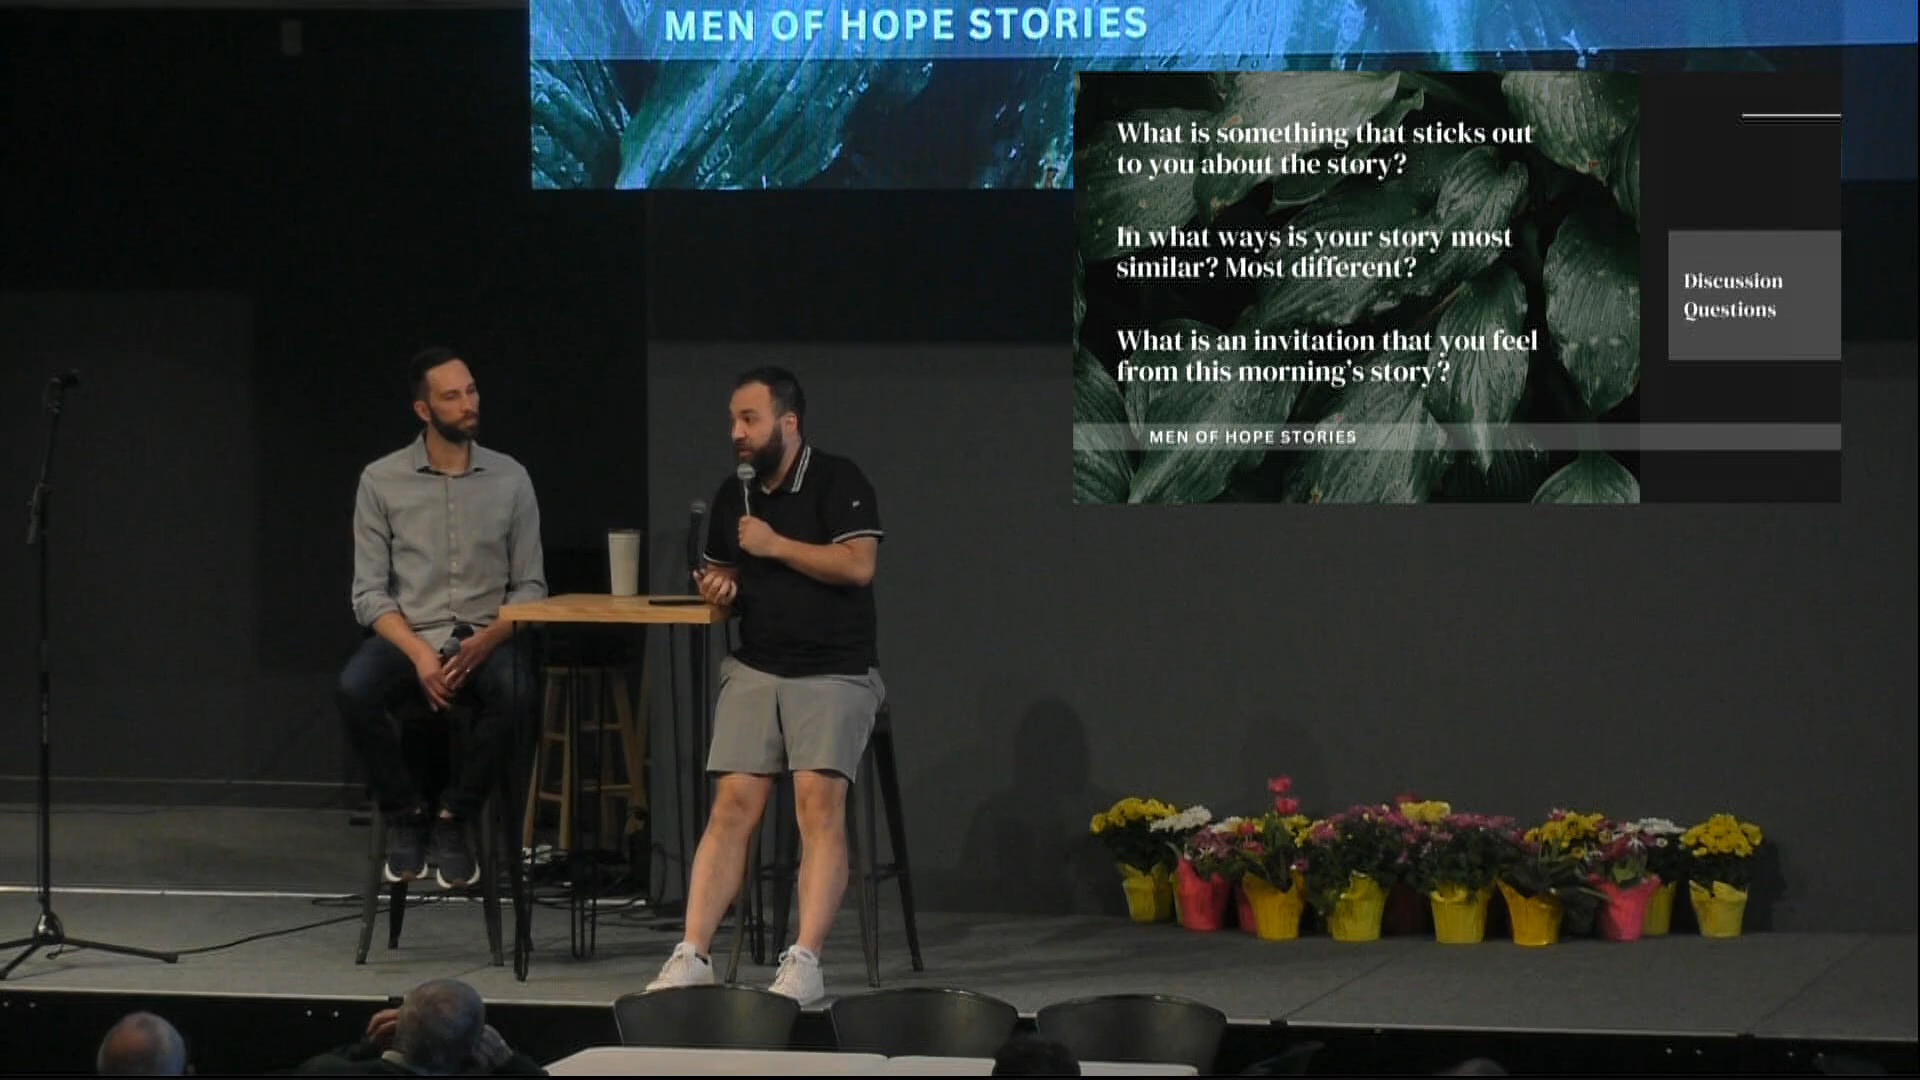 MEN OF HOPE STORIES
What is something that sticks out
to you about the story?
In what ways is your story most
similar? Most different?
What is an invitation that you feel
from this morning's story?
Discussion
Questions
MEN OF HOPE STORIES